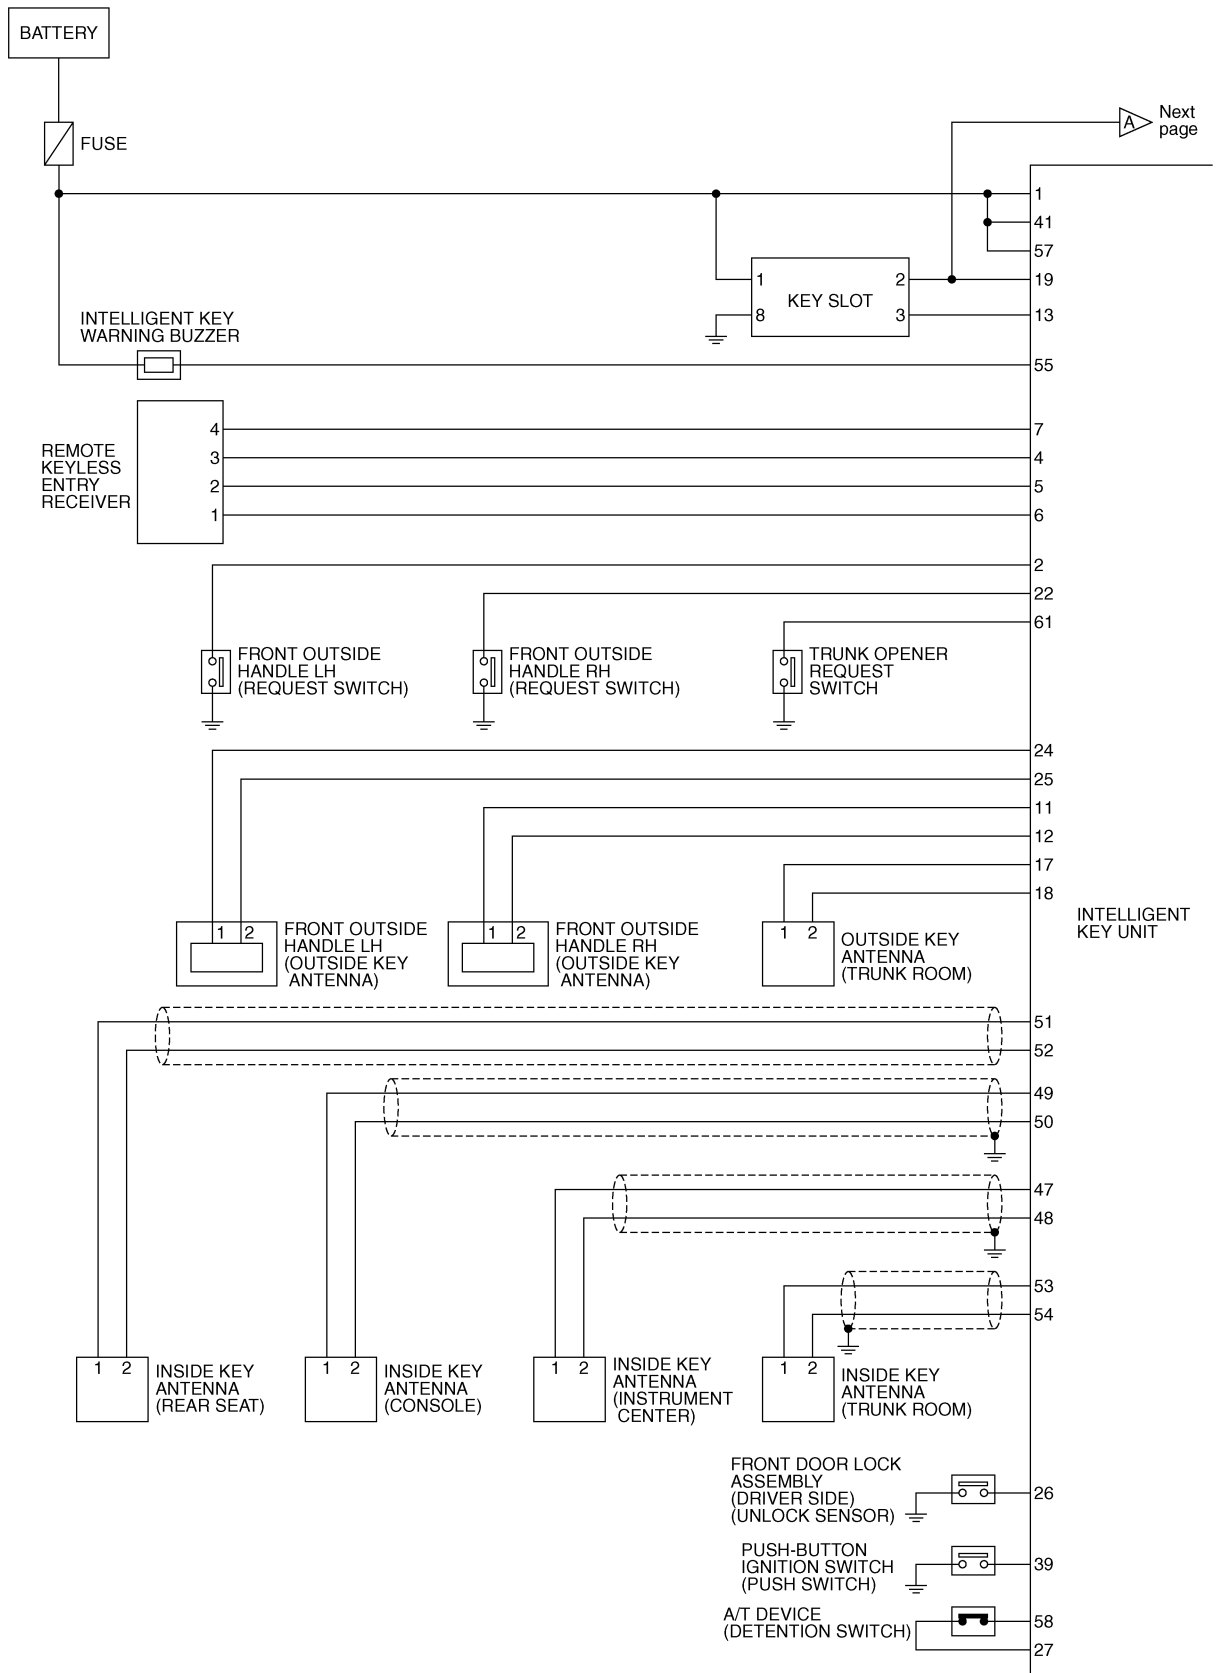 BATTERY
FUSE
A
Next
page
1
41
57
1
2
19
KEY SLOT
8
3
13
INTELLIGENT KEY
WARNING BUZZER
55
REMOTE
KEYLESS
ENTRY
RECEIVER
4
7
3
4
2
5
1
6
2
22
61
FRONT OUTSIDE
HANDLE LH
(REQUEST SWITCH)
FRONT OUTSIDE
HANDLE RH
(REQUEST SWITCH)
TRUNK OPENER
REQUEST
SWITCH
24
25
11
12
17
18
INTELLIGENT
KEY UNIT
1 2
FRONT OUTSIDE
HANDLE LH
(OUTSIDE KEY
ANTENNA)
1 2
FRONT OUTSIDE
HANDLE RH
(OUTSIDE KEY
ANTENNA)
1 2
OUTSIDE KEY
ANTENNA
(TRUNK ROOM)
51
52
49
50
47
48
53
54
1 2
INSIDE KEY
ANTENNA
(REAR SEAT)
1 2
INSIDE KEY
ANTENNA
(CONSOLE)
1 2
INSIDE KEY
ANTENNA
(INSTRUMENT
CENTER)
1 2
INSIDE KEY
ANTENNA
(TRUNK ROOM)
FRONT DOOR LOCK
ASSEMBLY
(DRIVER SIDE)
(UNLOCK SENSOR)
26
PUSH-BUTTON
IGNITION SWITCH
(PUSH SWITCH)
39
A/T DEVICE
(DETENTION SWITCH)
58
27